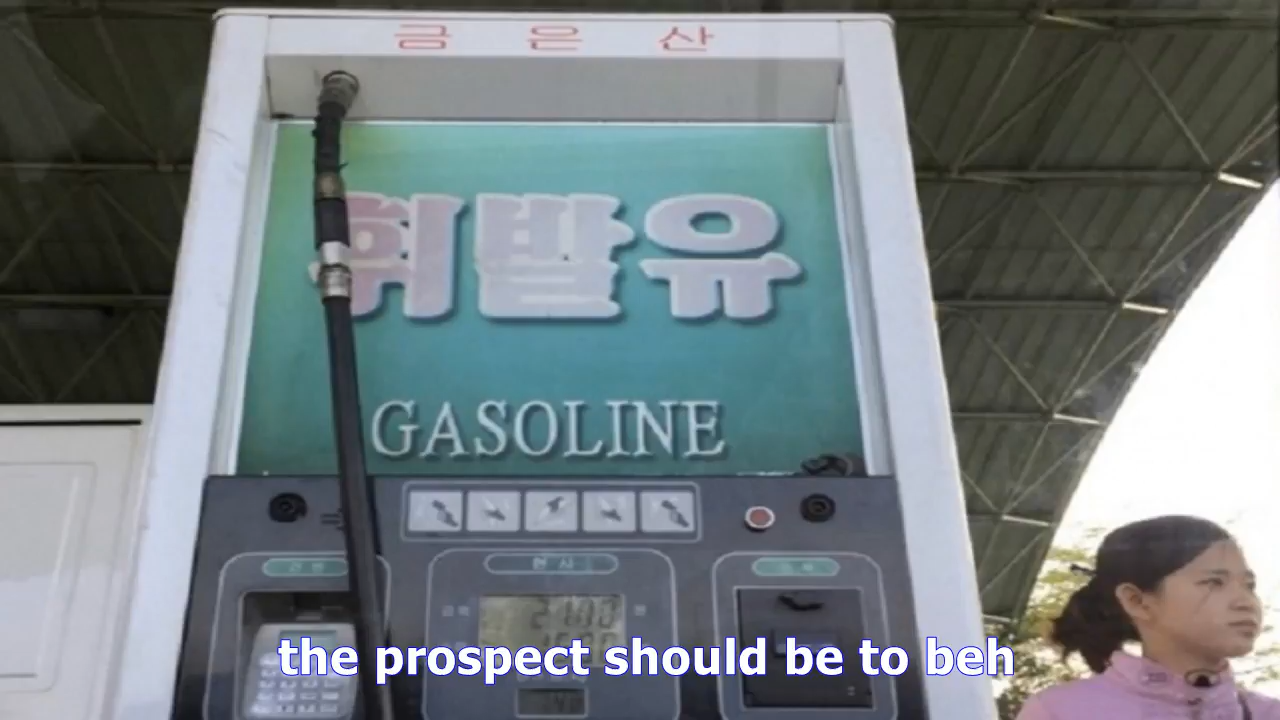 금은산
휘발유
GASOLINE
the prospect should be to beh